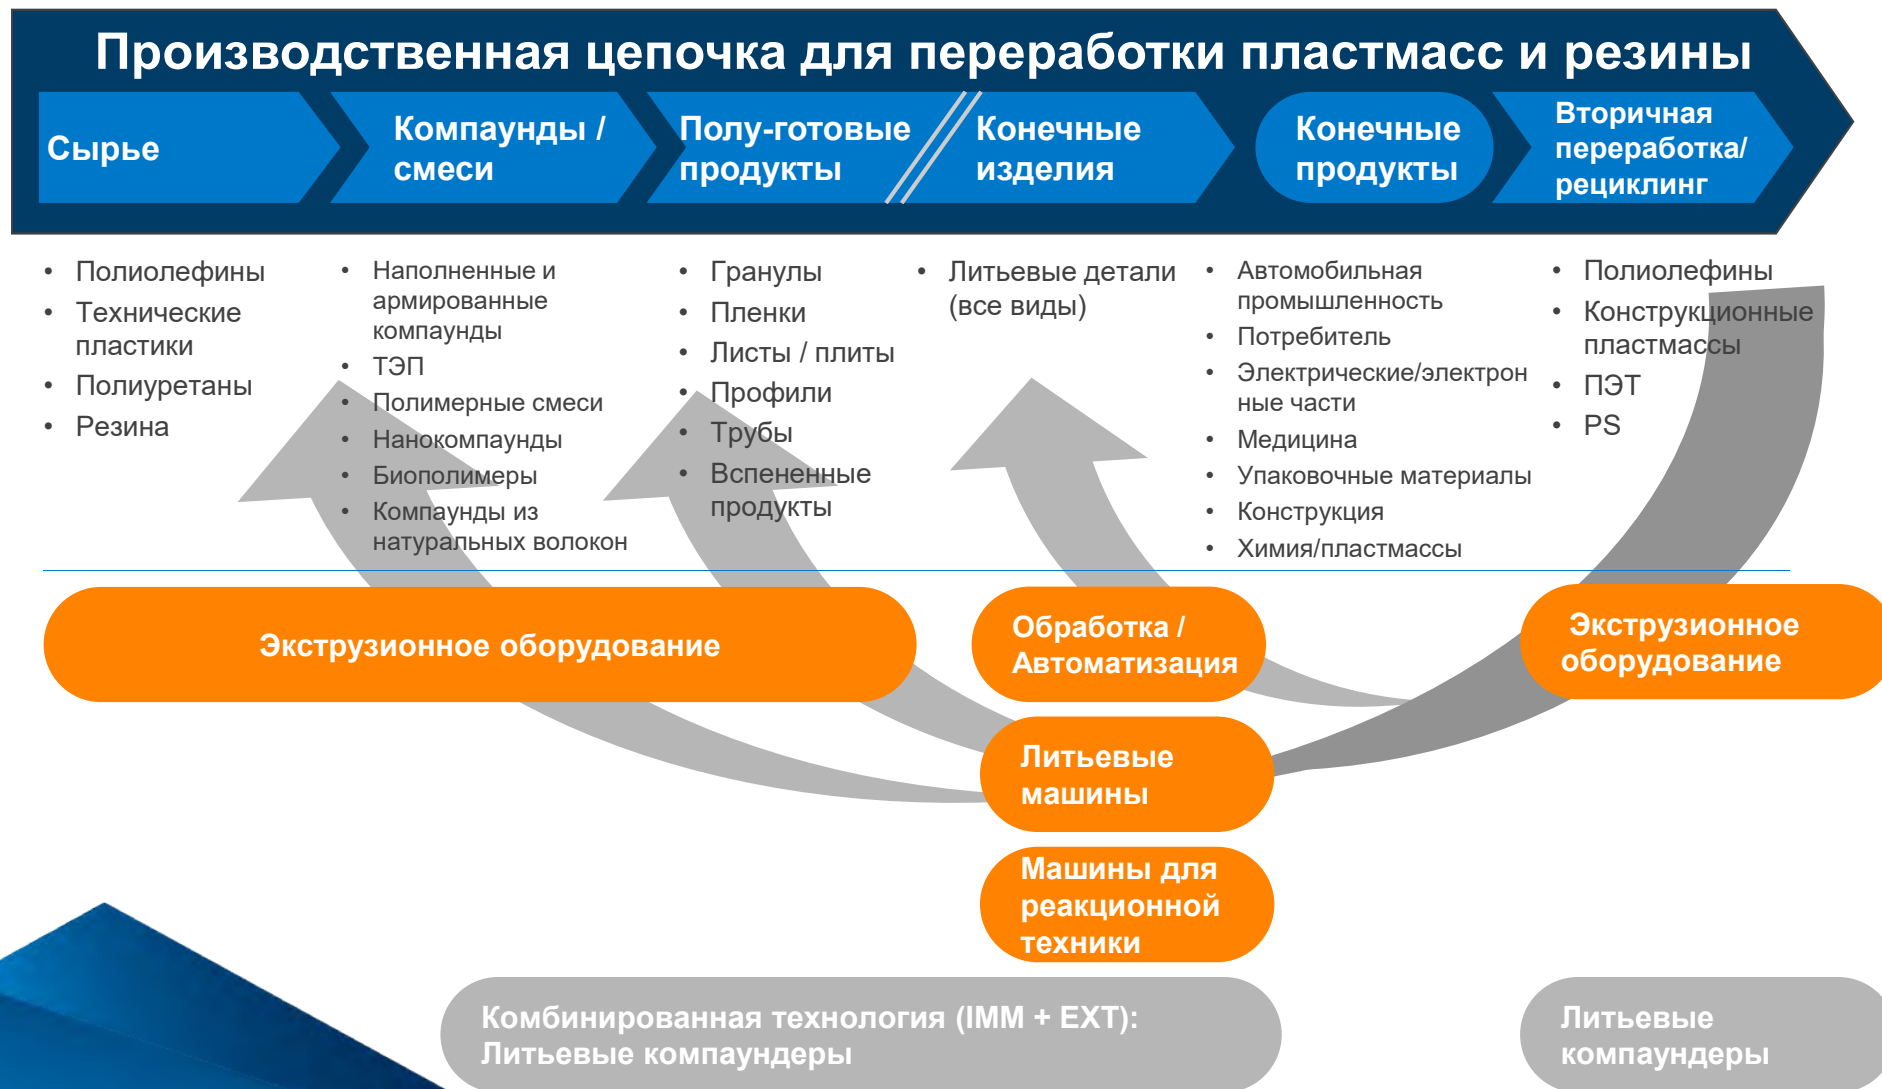 Производственная цепочка для переработки пластмасс и резины
Сырье
Компаунды /
смеси
Полу-готовые
продукты
Конечные
изделия
Конечные
продукты
Вторичная
переработка/
рециклинг
• Полиолефины
• Технические
пластики
• Полиуретаны
• Резина
• Наполненные и
армированные
компаунды
• ТЭП
• Полимерные смеси
• Нанокомпаунды
• Биополимеры
• Компаунды из
натуральных волокон
• Гранулы
• Пленки
• Листы / плиты
• Профили
• Трубы
• Вспененные
продукты
• Литьевые детали
(все виды)
• Автомобильная
промышленность
• Потребитель
• Электрические/электрон
ные части
• Медицина
• Упаковочные материалы
• Конструкция
• Химия/пластмассы
• Полиолефины
• Конструкционные
пластмассы
• ПЭТ
• PS
Экструзионное оборудование
Обработка /
Автоматизация
Экструзионное
оборудование
Литьевые
машины
Машины для
реакционной
техники
Комбинированная технология (IMM + EXT):
Литьевые компаундеры
Литьевые
компаундеры